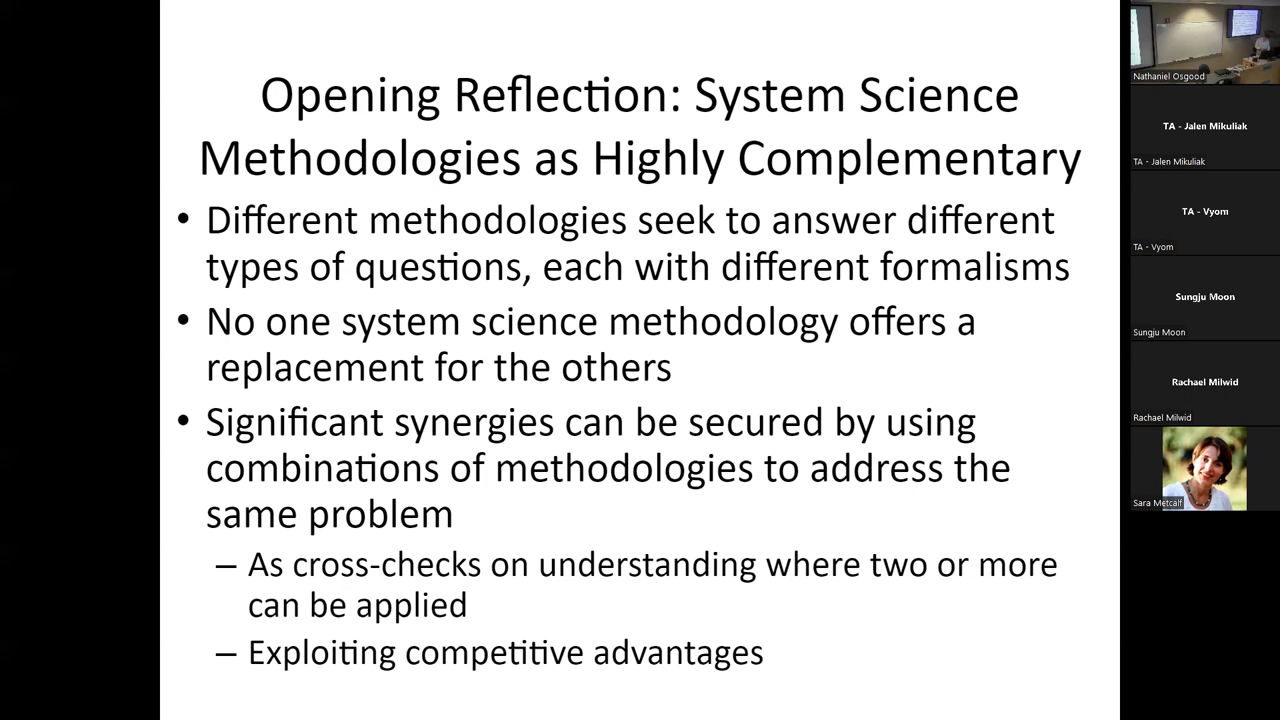 Opening Reflection: System Science
Methodologies as Highly Complementary
• Different methodologies seek to answer different
types of questions, each with different formalisms
• No one system science methodology offers a
replacement for the others
• Significant synergies can be secured by using
combinations of methodologies to address the
same problem
– As cross-checks on understanding where two or more
can be applied
– Exploiting competitive advantages
Nathaniel Osgood
TA - Jalen Mikuliak
TA - Jalen Mikuliak
TA - Vyom
TA - Vyom
Sungju Moon
Sungju Moon
Rachael Milwid
Rachael Milwid
Sara Metcalf